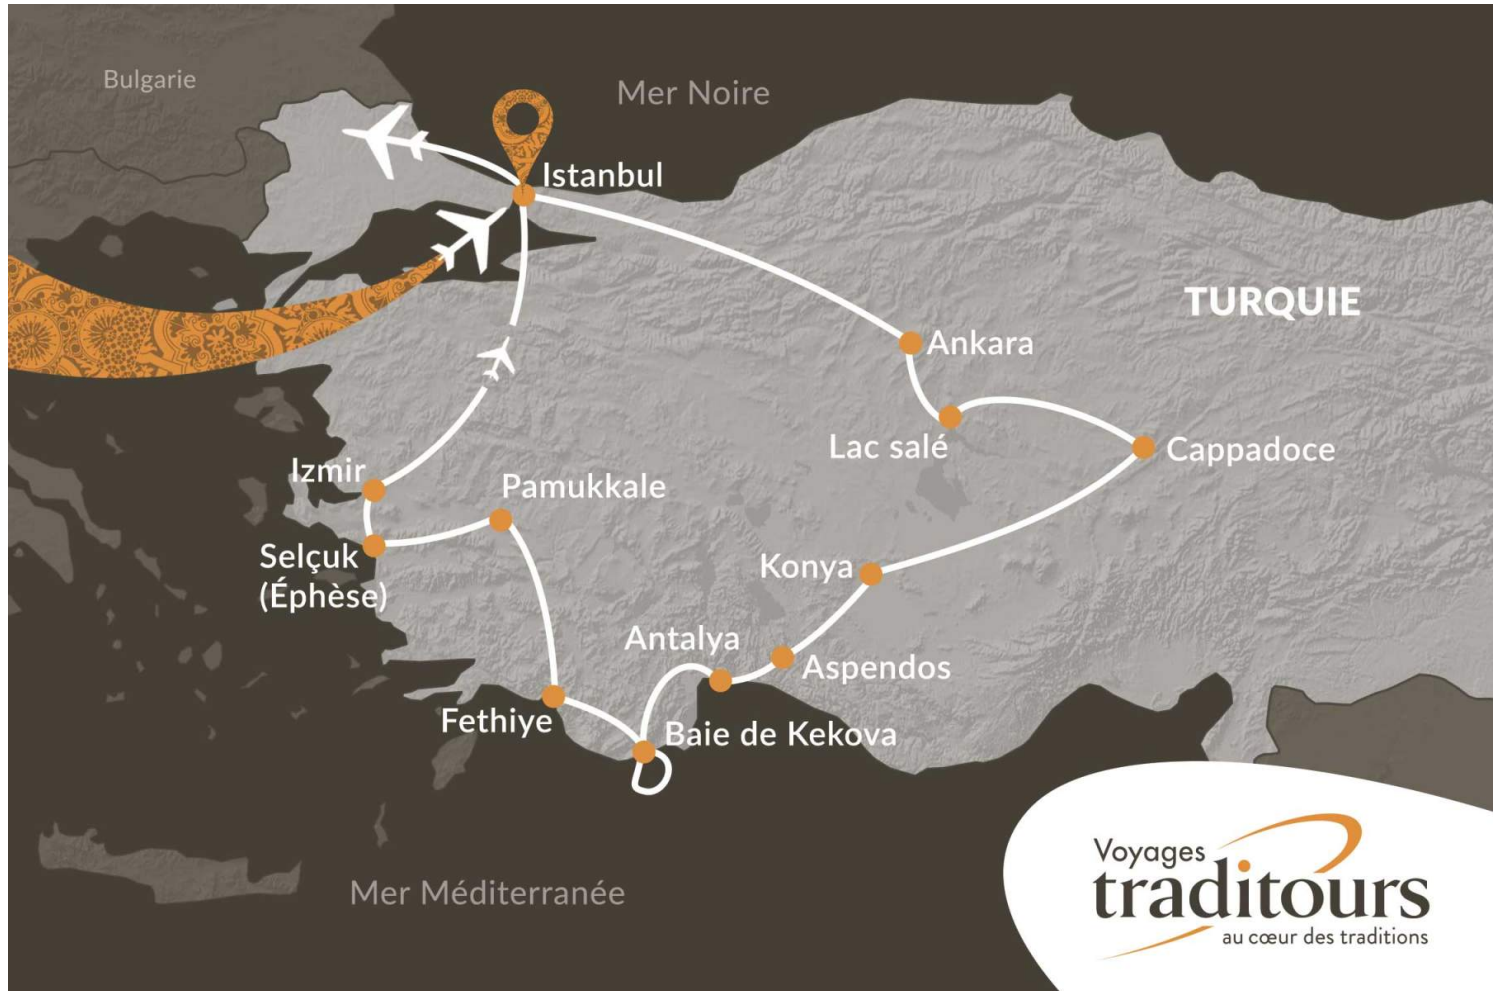 Bulgarie
Mer Noire
Istanbul
TURQUIE
Ankara
Lac salé
Cappadoce
Izmir
Pamukkale
Selçuk
(Éphèse)
Konya
Antalya
Aspendos
Fethiye
Baie de Kekova
Mer Méditerranée
Voyages
traditours
au cœur des traditions